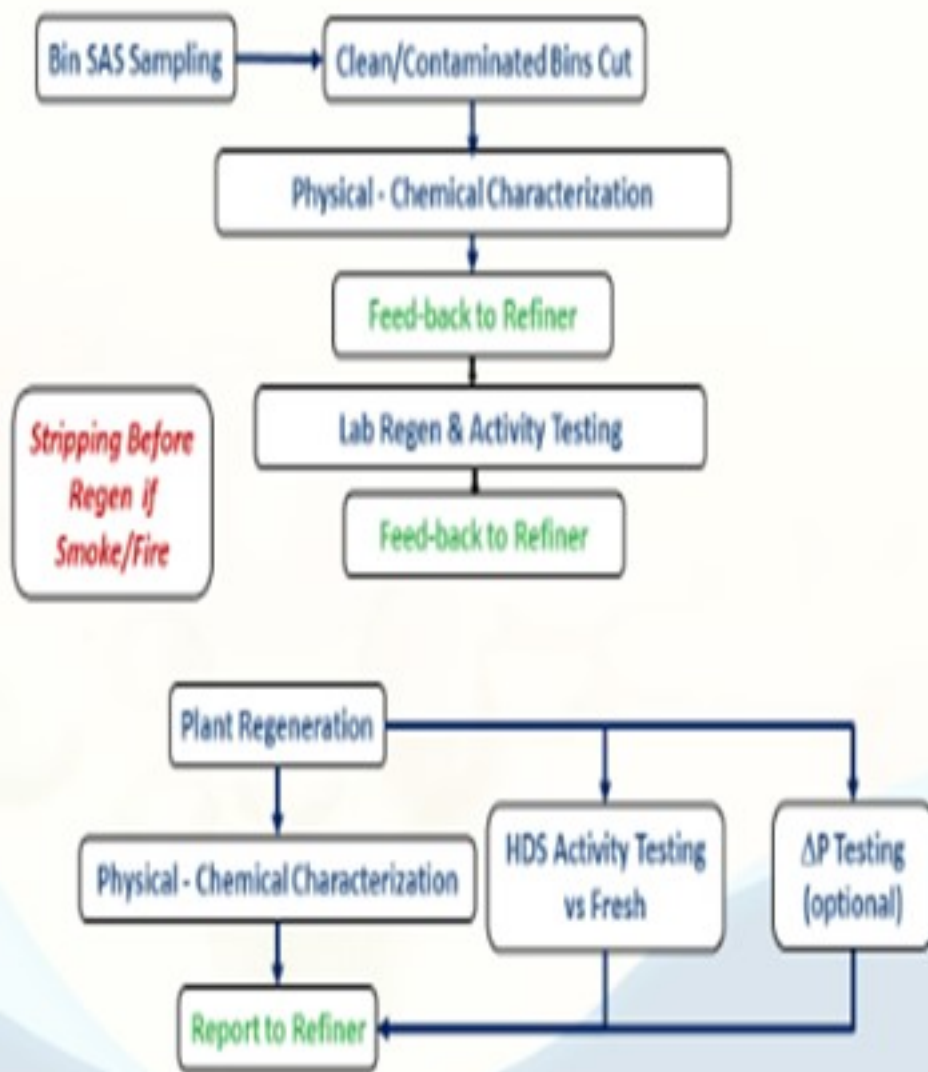 Bin SAS Sampling
Clean/Contaminated Bins Cut
Physical - Chemical Characterization
Feed-back to Refiner
Lab Regen & Activity Testing
Stripping Before
Regen if
Smoke/Fire
Feed-back to Refiner
Plant Regeneration
Physical - Chemical Characterization
HDS Activity Testing
vs Fresh
ΔP Testing
(optional)
Report to Refiner